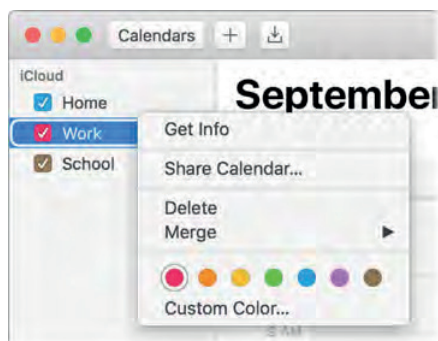 Calendars
iCloud
Home
September
Work
Get Info
School
Share Calendar...
Delete
Merge
Custom Color...